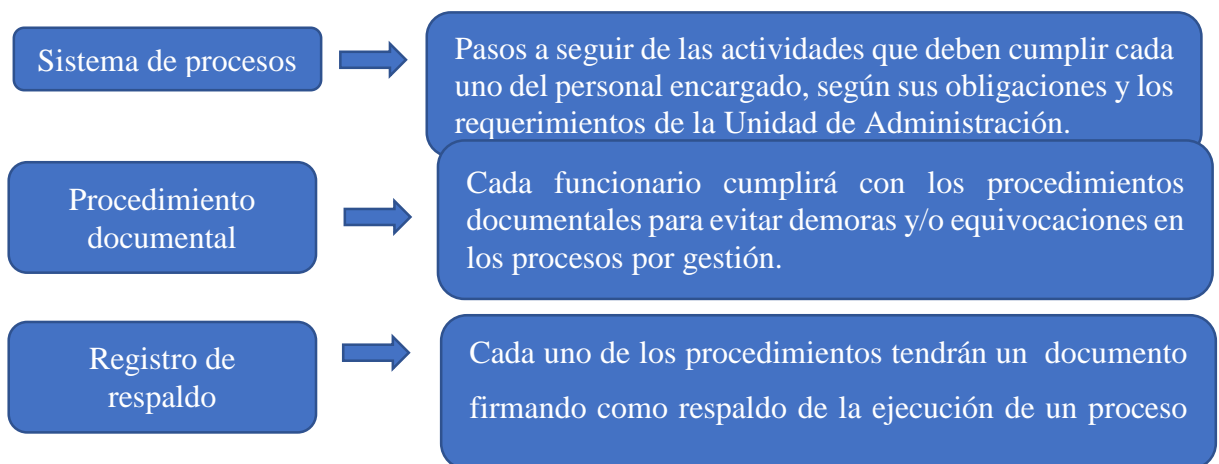 Sistema de procesos
Pasos a seguir de las actividades que deben cumplir cada
uno del personal encargado, según sus obligaciones y los
requerimientos de la Unidad de Administración.
Procedimiento
documental
Cada funcionario cumplirá con los procedimientos
documentales para evitar demoras y/o equivocaciones en
los procesos por gestión.
Registro de
respaldo
Cada uno de los procedimientos tendrán un documento
firmando como respaldo de la ejecución de un proceso